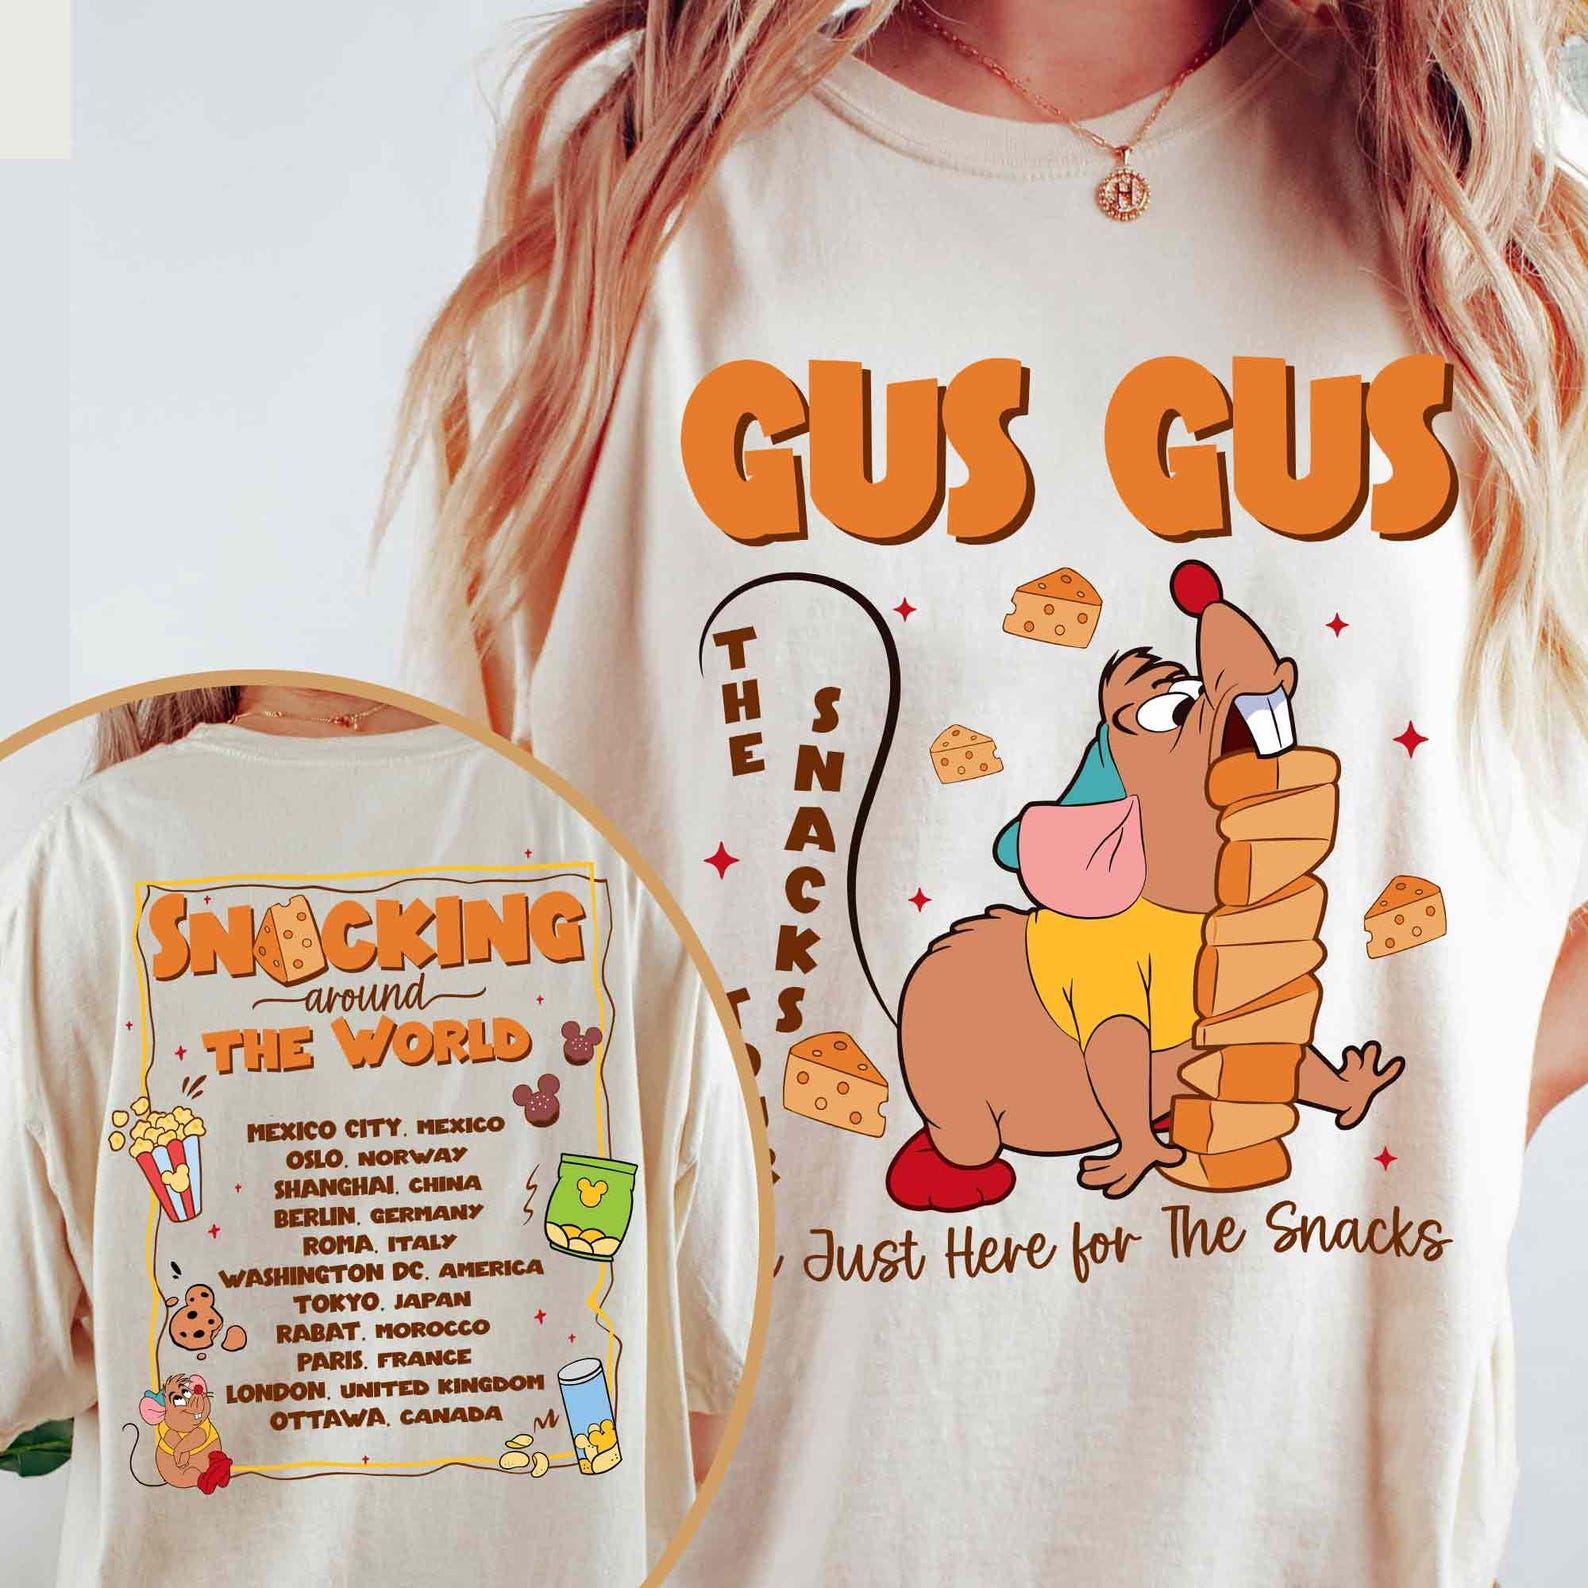 H
GUS GUS
THE
SNACKS
TOUR
Just Here for The Snacks
SNACKING
around
THE WORLD
MEXICO CITY, MEXICO
OSLO, NORWAY
SHANGHAI, CHINA
BERLIN, GERMANY
ROMA, ITALY
WASHINGTON DC, AMERICA
TOKYO, JAPAN
RABAT, MOROCCO
PARIS, FRANCE
LONDON, UNITED KINGDOM
OTTAWA, CANADA